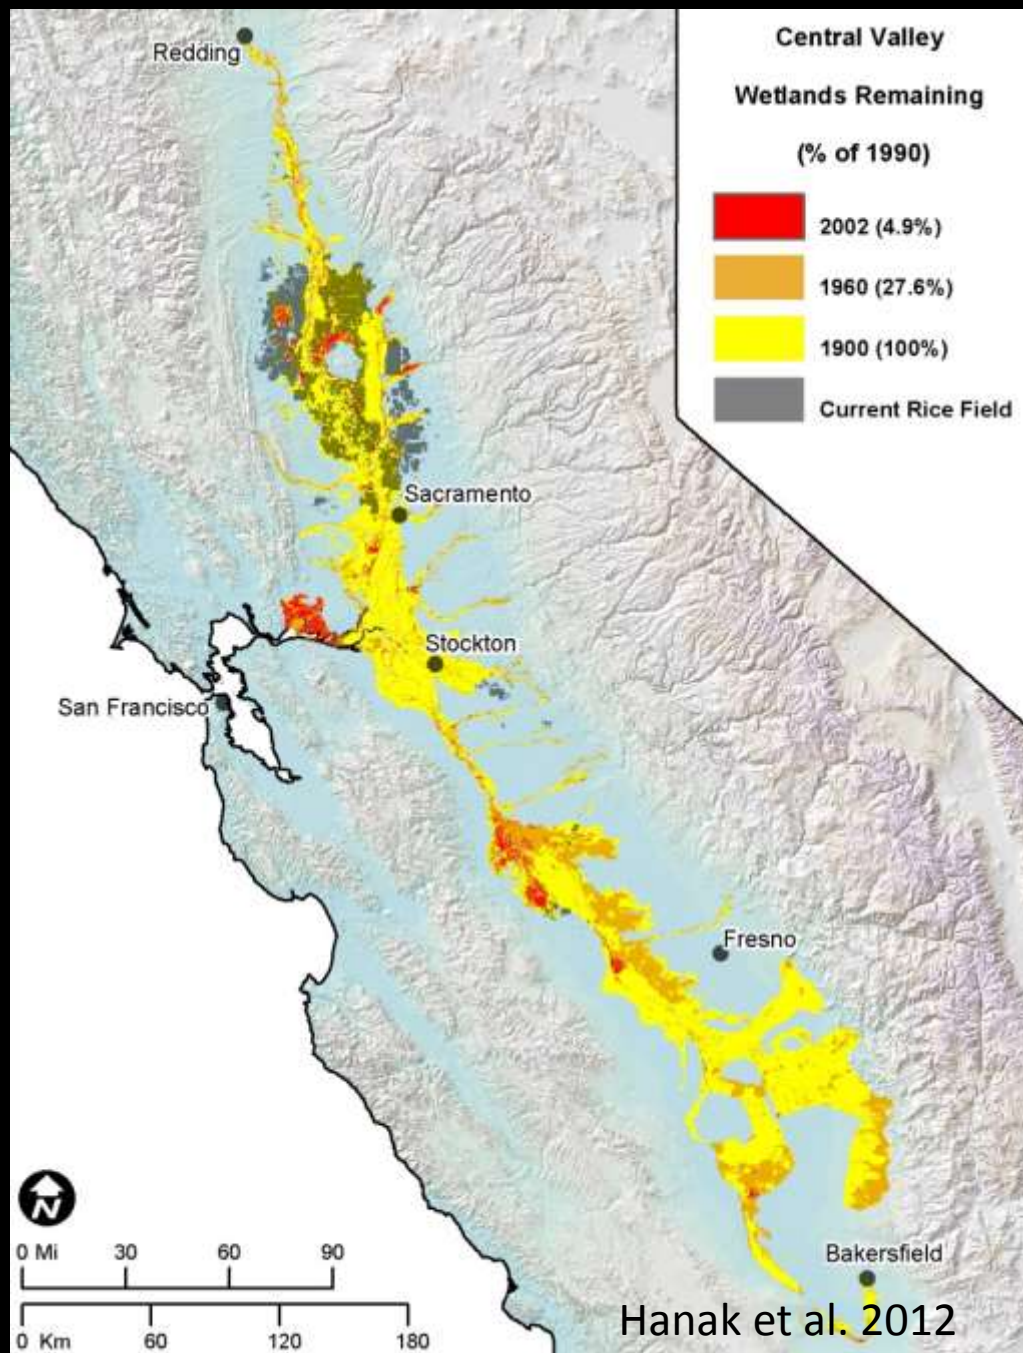 Central Valley
Wetlands Remaining
(% of 1990)
2002 (4.9%)
1960 (27.6%)
1900 (100%)
Current Rice Field
Redding
Sacramento
Stockton
San Francisco
Fresno
Bakersfield
N
0 Mi 30 60 90
0 Km 60 120 180
Hanak et al. 2012